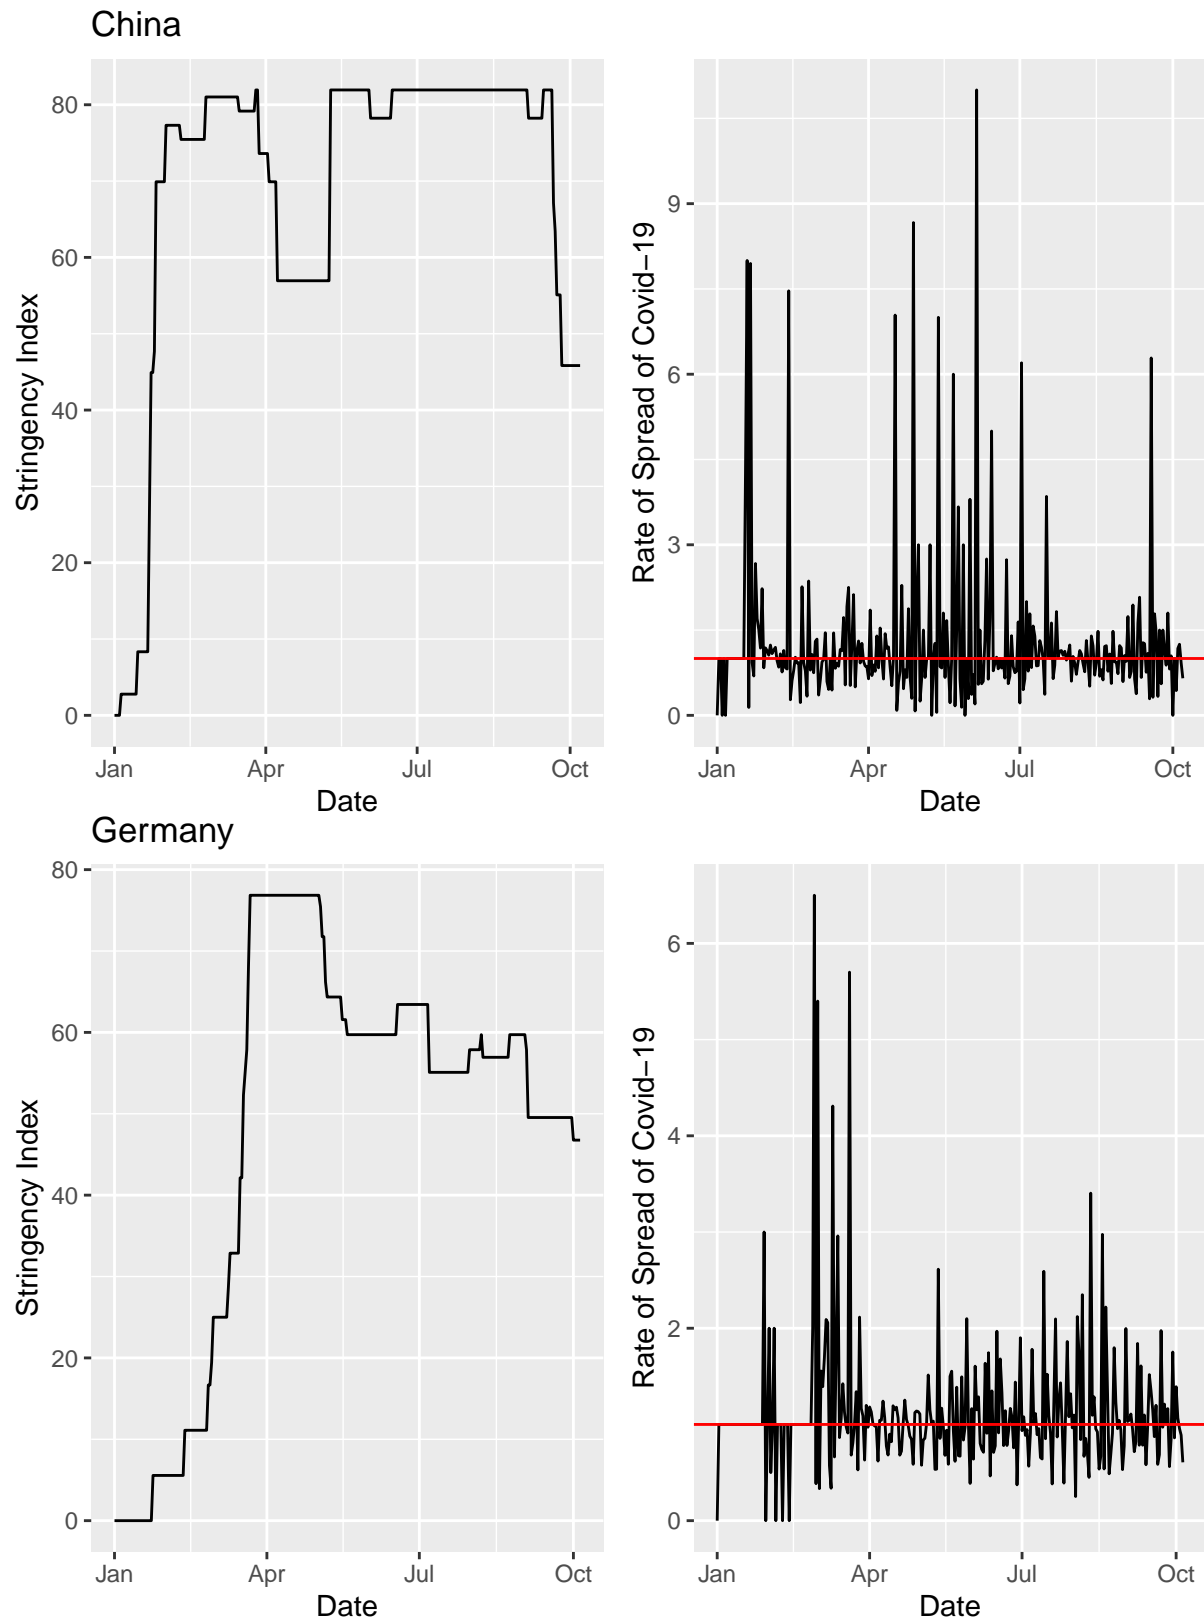 China
80
60
40
20
0
Stringency Index
Jan Apr Jul Oct
Date
9
6
3
0
Rate of Spread of Covid−19
Jan Apr Jul Oct
Date
Germany
80
60
40
20
0
Stringency Index
Jan Apr Jul Oct
Date
6
4
2
0
Rate of Spread of Covid−19
Jan Apr Jul Oct
Date